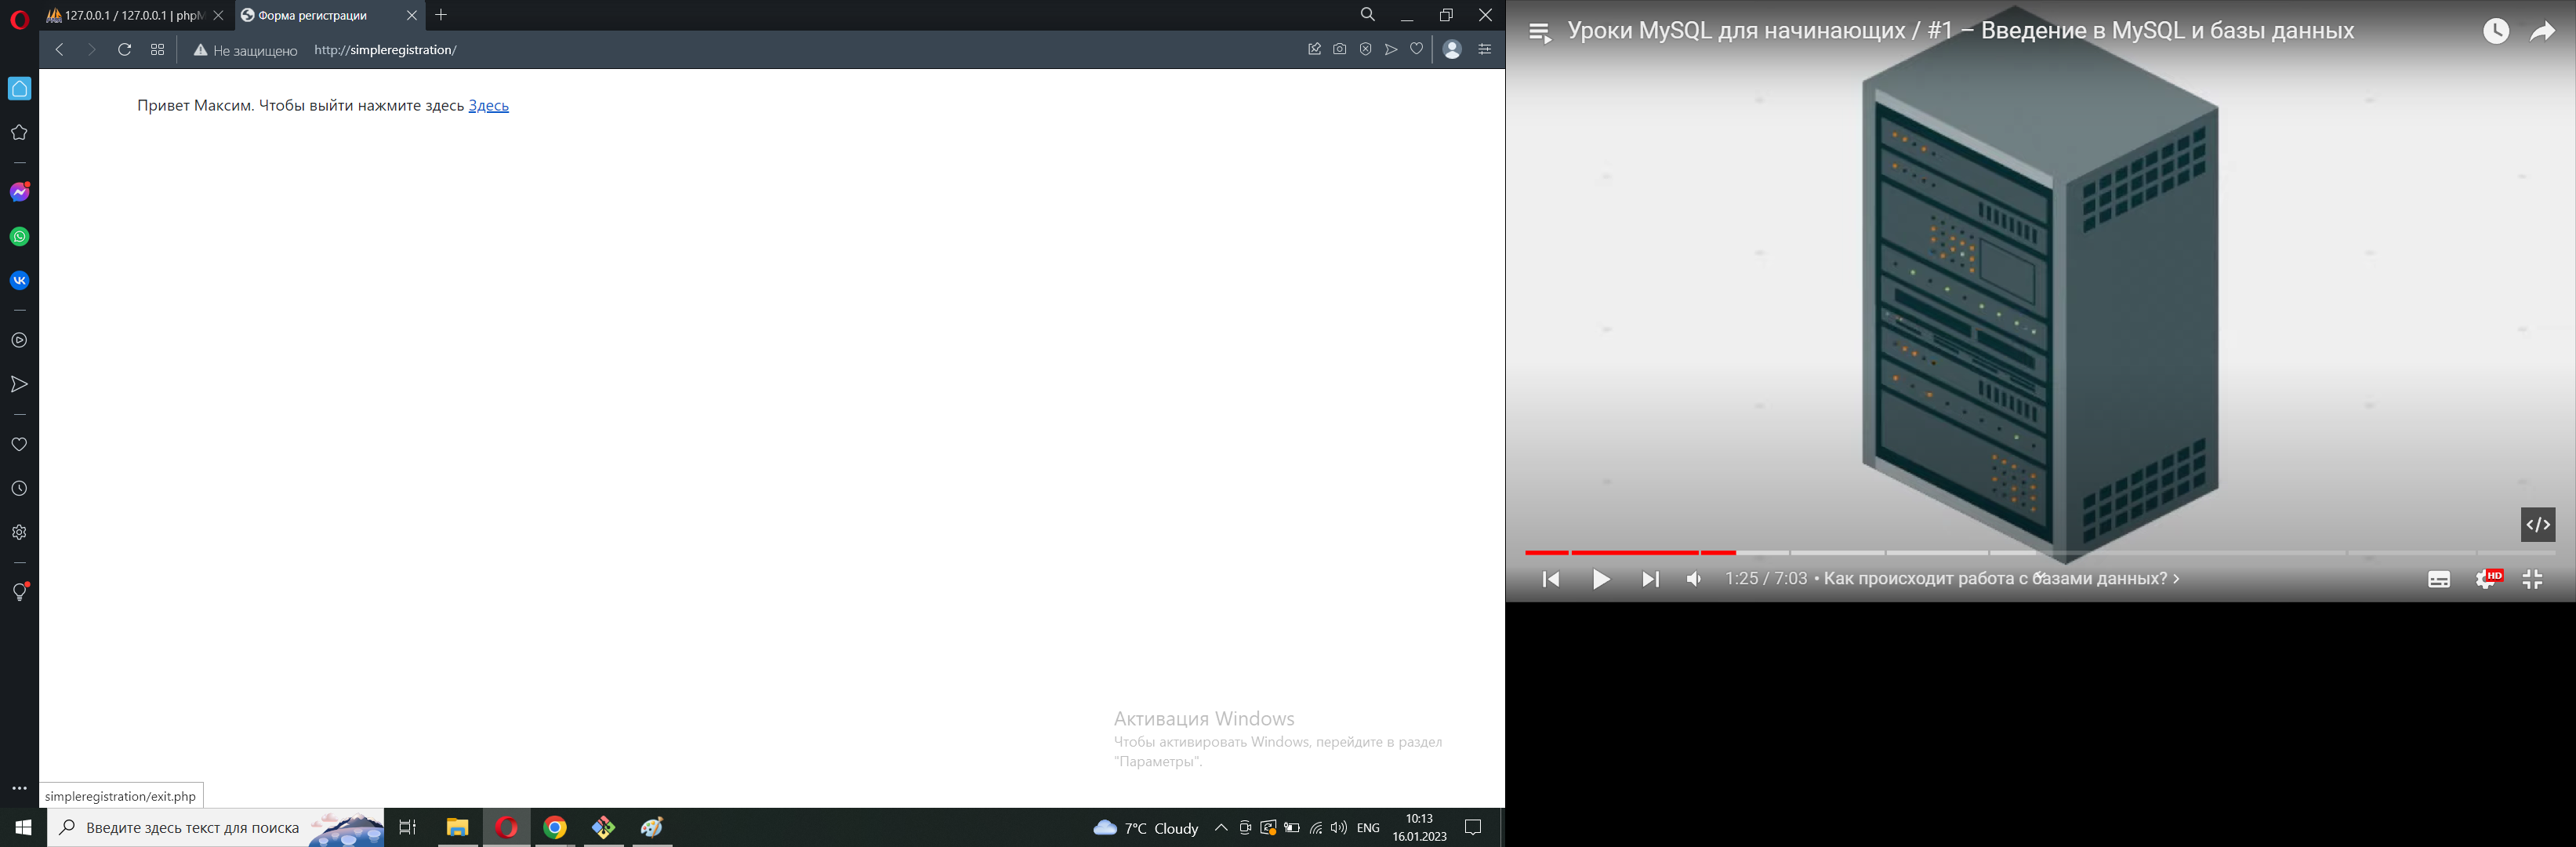 127.0.0.1 / 127.0.0.1 | phpM
Форма регистрации
Не защищено
http://simpleregistration/
Привет Максим. Чтобы выйти нажмите здесь Здесь
Активация Windows
Чтобы активировать Windows, перейдите в раздел
"Параметры".
simpleregistration/exit.php
Введите здесь текст для поиска
7°C Cloudy
ENG
10:13
16.01.2023
Уроки MySQL для начинающих / #1 – Введение в MySQL и базы данных
1:25 / 7:03 • Как происходит работа с базами данных?
HD